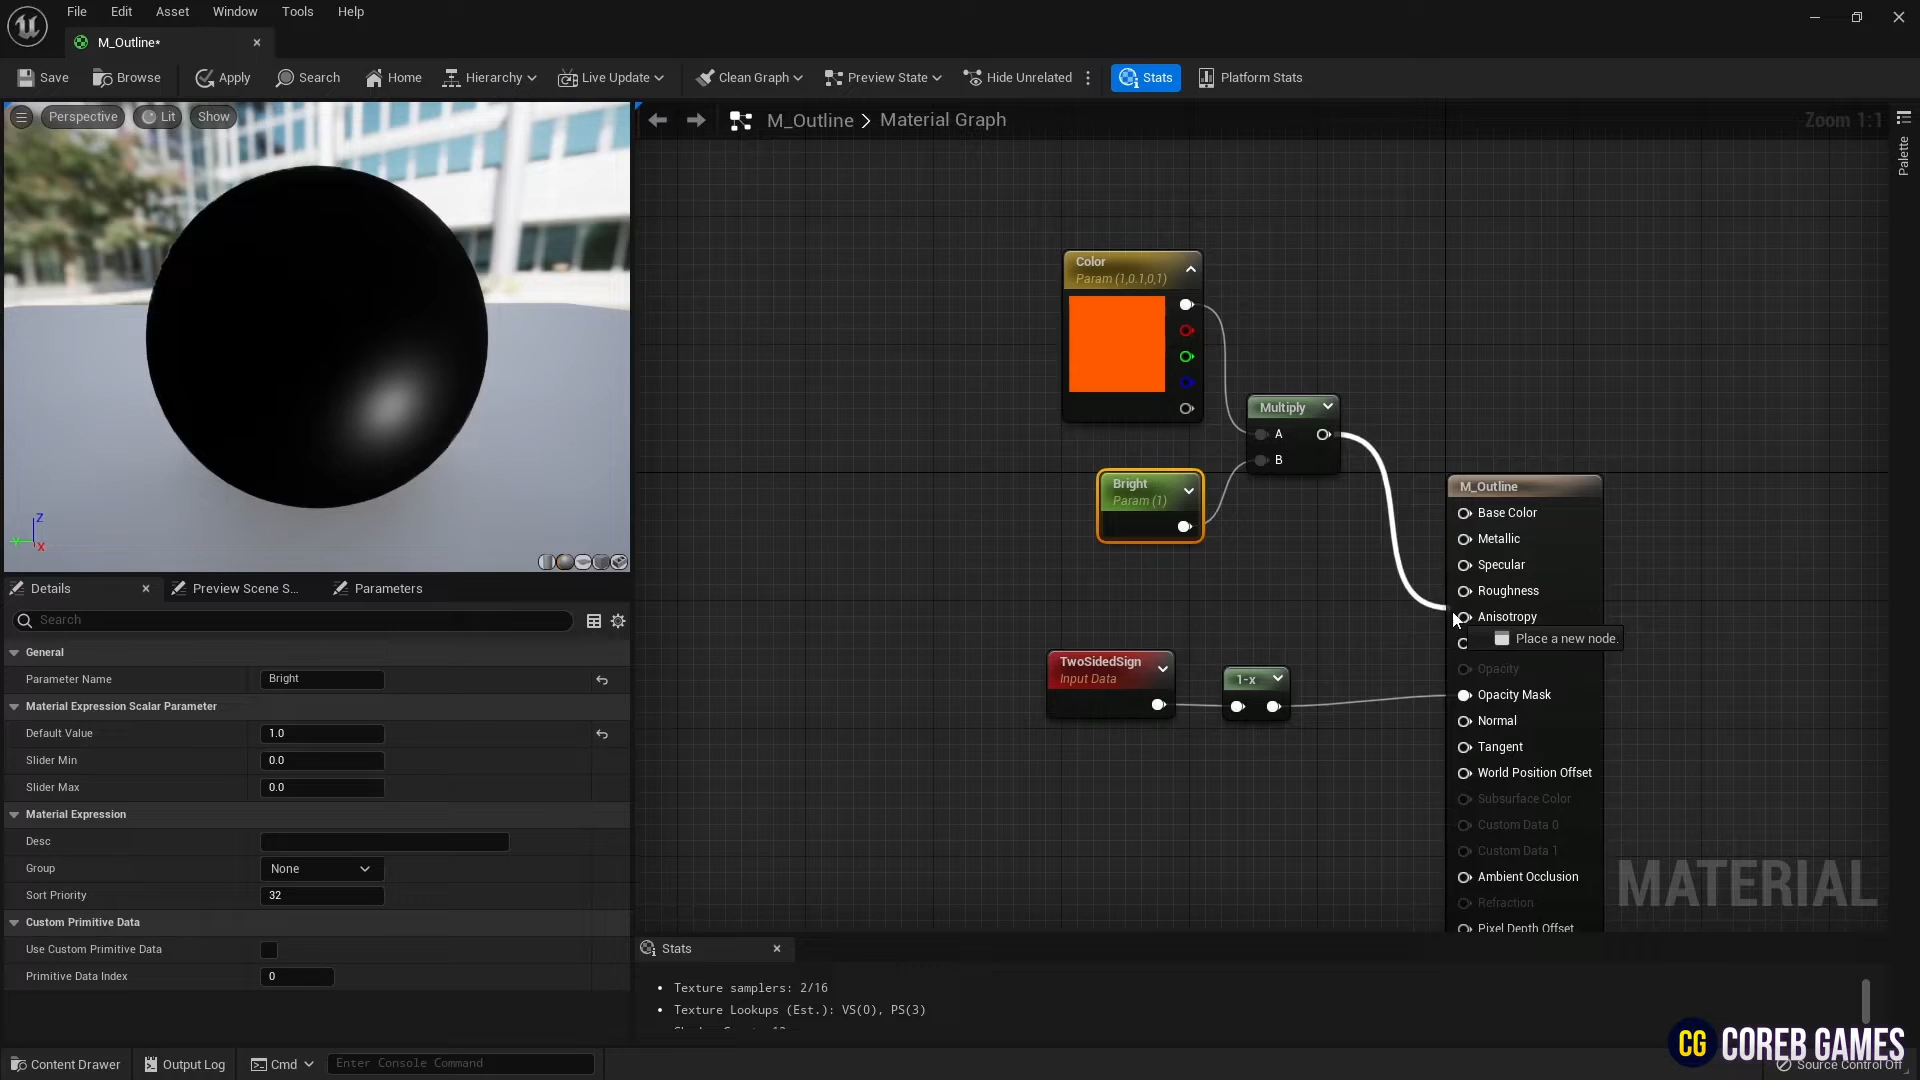 File Edit Asset Window Tools Help
M_Outline*
Save Browse Apply Search Home Hierarchy Live Update Clean Graph Preview State Hide Unrelated Stats Platform Stats
Perspective Lit Show
M_Outline > Material Graph
Zoom 1:1
Palette
Color
Param (1,0.1,0,1)
Multiply
A
B
Bright
Param (1)
M_Outline
Base Color
Metallic
Specular
Roughness
Anisotropy
Place a new node.
Opacity
Opacity Mask
Normal
Tangent
World Position Offset
Subsurface Color
Custom Data 0
Custom Data 1
Ambient Occlusion
Refraction
Pixel Depth Offset
TwoSidedSign
Input Data
1-x
MATERIAL
Z
X
Details Preview Scene S... Parameters
Search
General
Parameter Name Bright
Material Expression Scalar Parameter
Default Value 1.0
Slider Min 0.0
Slider Max 0.0
Material Expression
Desc
Group None
Sort Priority 32
Custom Primitive Data
Use Custom Primitive Data
Primitive Data Index 0
Stats
Texture samplers: 2/16
Texture Lookups (Est.): VS(0), PS(3)
CG COREB GAMES
Content Drawer Output Log Cmd Enter Console Command Source Control Off